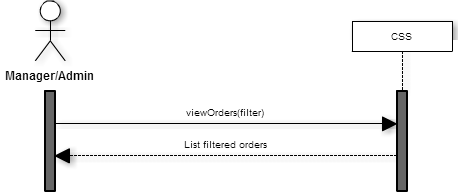 CSS
Manager/Admin
viewOrders(filter)
List filtered orders